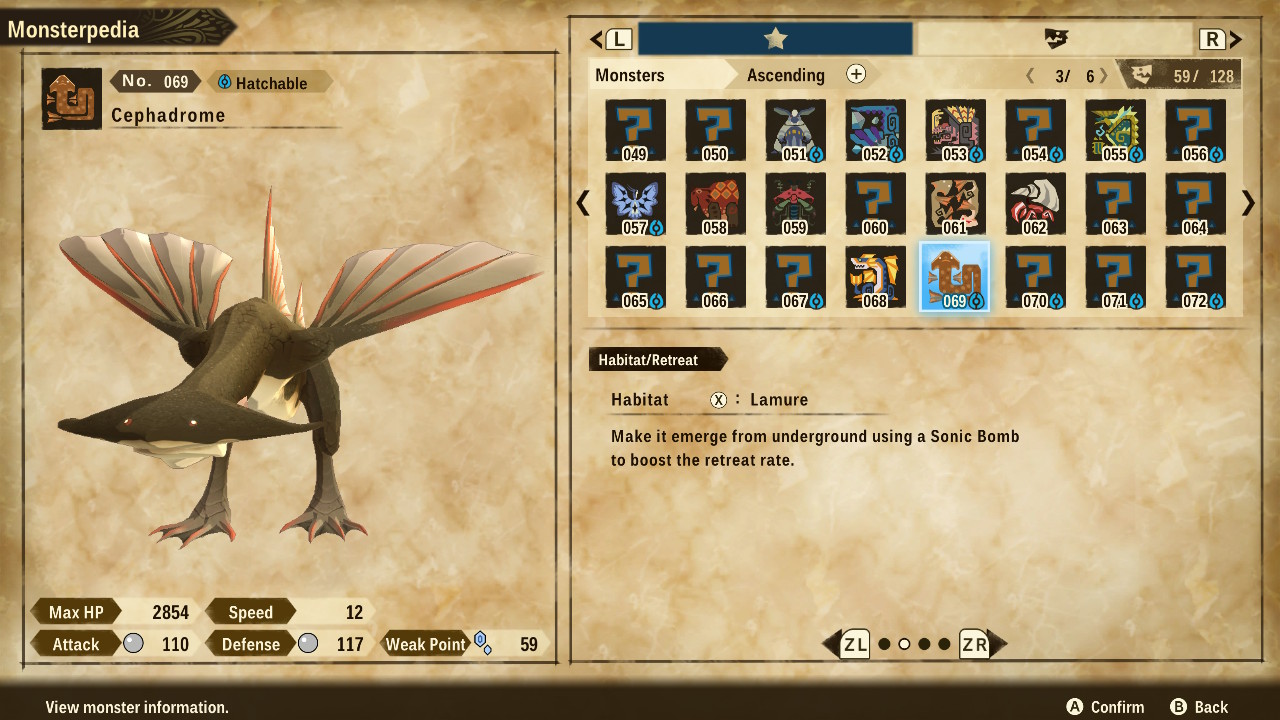 Monsterpedia
No. 069
Hatchable
Cephadrome
Max HP 2854
Speed 12
Attack 110
Defense 117
Weak Point 59
L
R
Monsters
Ascending
3/ 6
59/ 128
049 050 051 052 053 054 055 056
057 058 059 060 061 062 063 064
065 066 067 068 069 070 071 072
Habitat/Retreat
Habitat X : Lamure
Make it emerge from underground using a Sonic Bomb
to boost the retreat rate.
ZL ZR
View monster information.
A Confirm B Back